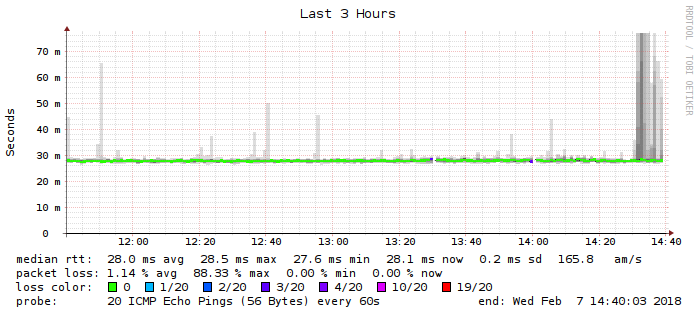 Last 3 Hours
RRDTOOL / TOBI OETIKER
Seconds
70 m
60 m
50 m
40 m
30 m
20 m
10 m
0
12:00 12:20 12:40 13:00 13:20 13:40 14:00 14:20 14:40
median rtt: 28.0 ms avg 28.5 ms max 27.6 ms min 28.1 ms now 0.2 ms sd 165.8 am/s
packet loss: 1.14 % avg 88.33 % max 0.00 % min 0.00 % now
loss color: 0 1/20 2/20 3/20 4/20 10/20 19/20
probe: 20 ICMP Echo Pings (56 Bytes) every 60s end: Wed Feb 7 14:40:03 2018